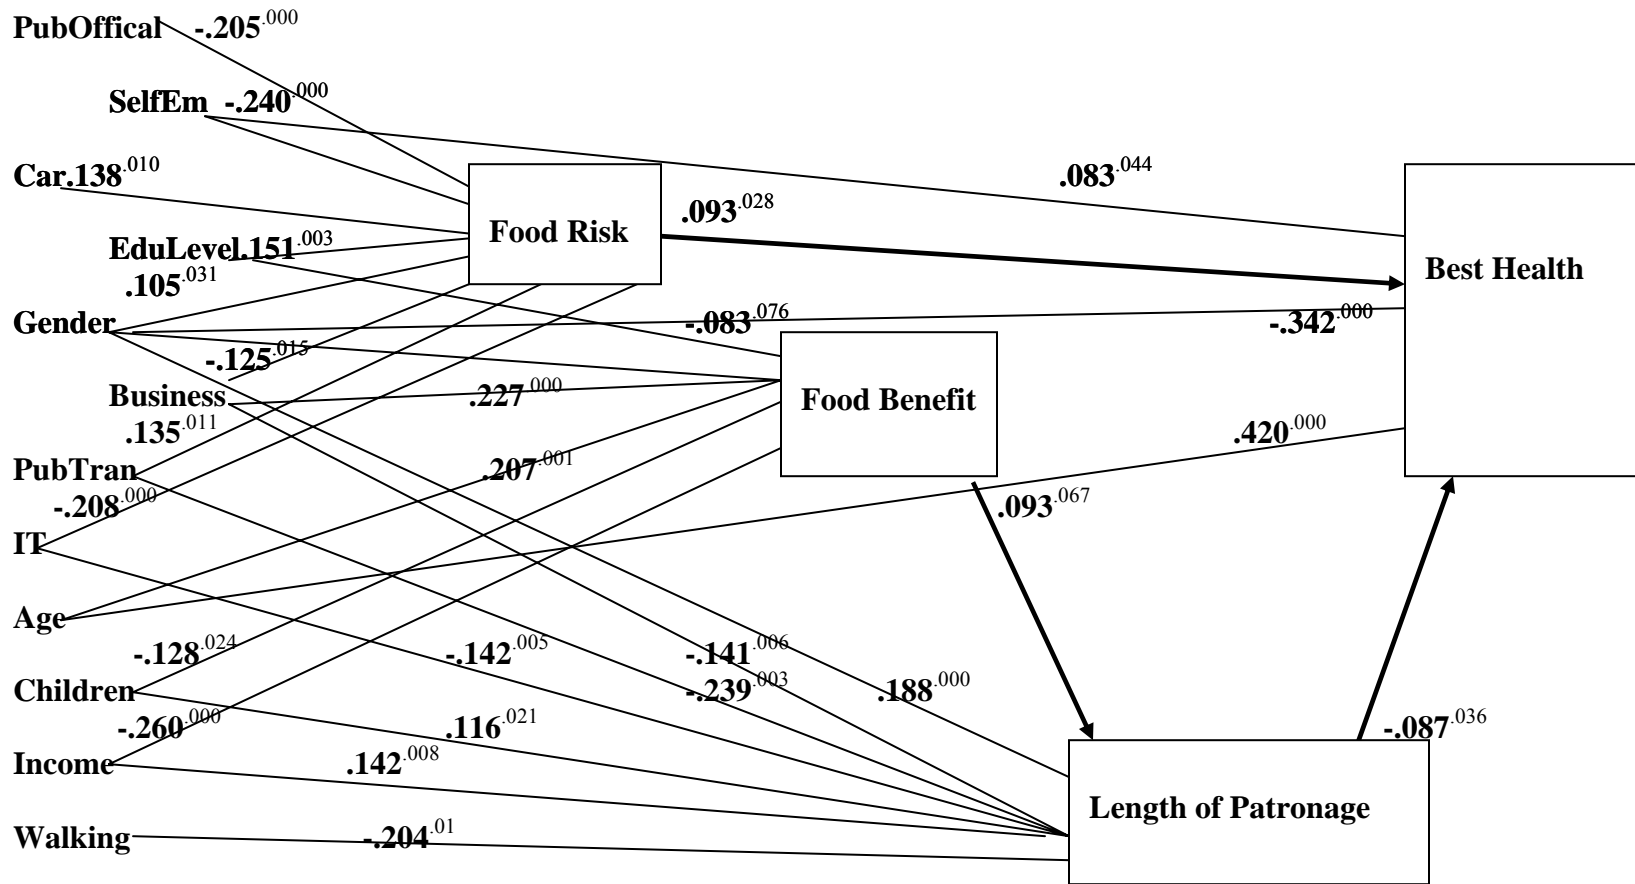 PubOffical -.205.000
SelfEm -.240.000
Car.138.010
.083.044
.093.028
Food Risk
EduLevel.151.003
Best Health
.105.031
Gender
-.083.076
-.342.000
-.125.015
Business
.227.000
Food Benefit
.135.011
.420.000
PubTran
.207.001
-.208.000
.093.067
IT
Age
-.128.024
-.142.005
-.141.006
Children
-.239.003
.188.000
-.260.000
.116.021
-.087.036
Income
.142.008
Length of Patronage
Walking
-.204.01